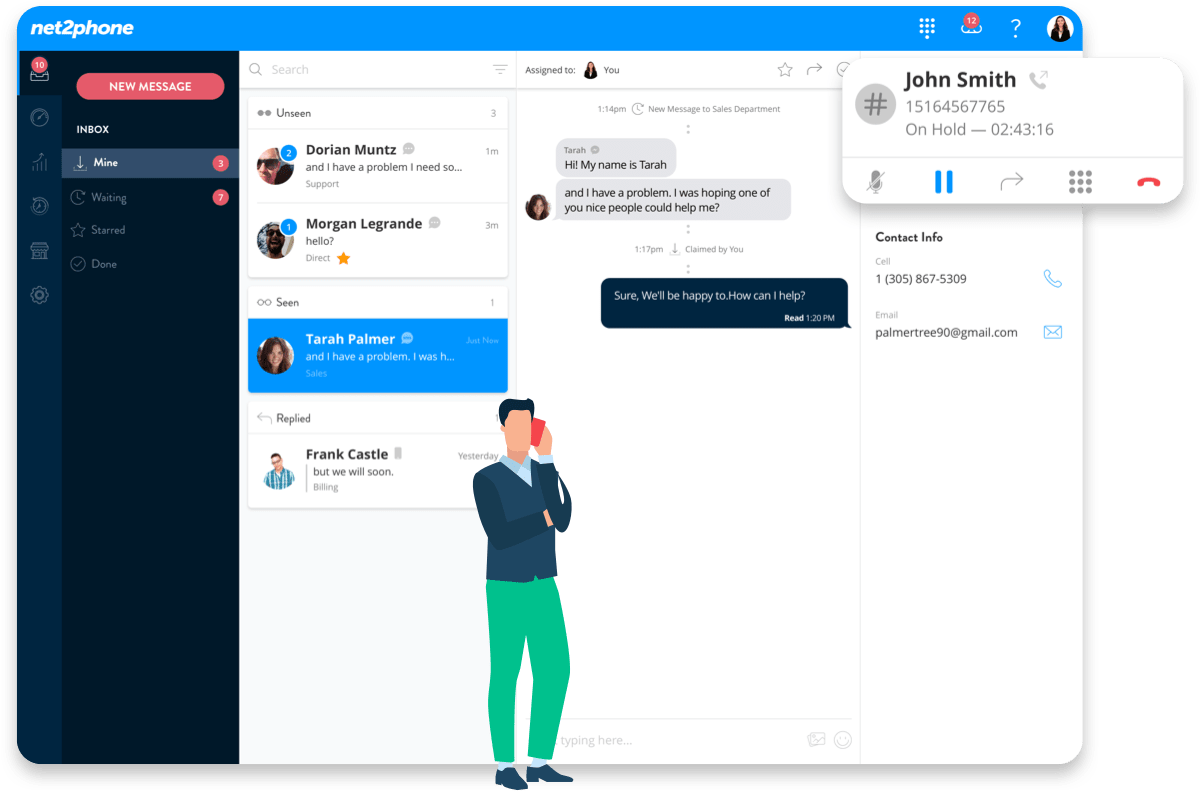 net2phone
12
10
NEW MESSAGE
INBOX
Mine
3
Waiting
7
Starred
Done
Search
Unseen
3
2
Dorian Muntz
1m
and I have a problem I need so...
Support
1
Morgan Legrande
3m
hello?
Direct
Seen
1
Tarah Palmer
Just Now
and I have a problem. I was h...
Sales
Replied
Frank Castle
Yesterday
but we will soon.
Billing
Assigned to:
You
1:14pm
New Message to Sales Department
Tarah
Hi! My name is Tarah
and I have a problem. I was hoping one of
you nice people could help me?
1:17pm
Claimed by You
Sure, We'll be happy to.How can I help?
Read 1:20 PM
typing here...
#
John Smith
15164567765
On Hold — 02:43:16
Contact Info
Cell
1 (305) 867-5309
Email
palmertree90@gmail.com